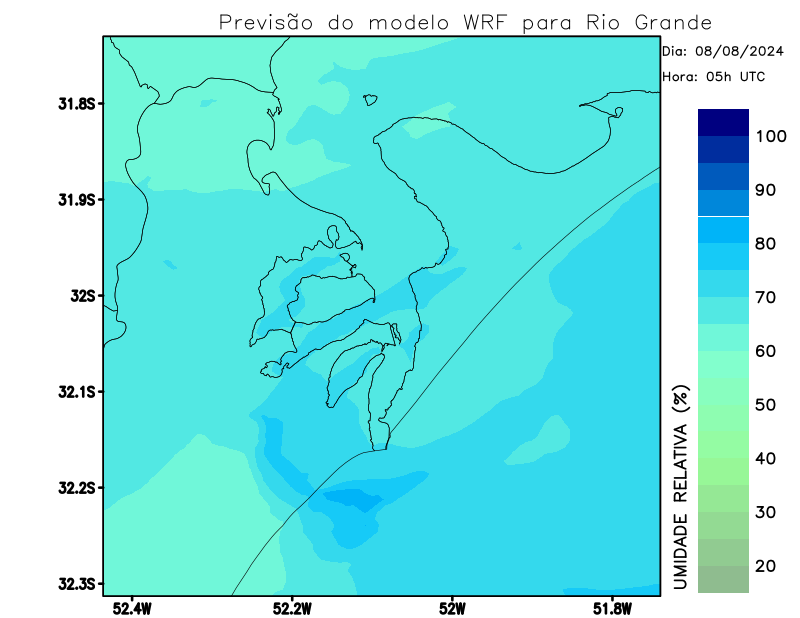 Previsão do modelo WRF para Rio Grande
Dia: 08/08/2024
Hora: 05h UTC
31.8S
31.9S
32S
32.1S
32.2S
32.3S
52.4W
52.2W
52W
51.8W
100
90
80
70
60
50
40
30
20
UMIDADE RELATIVA (%)